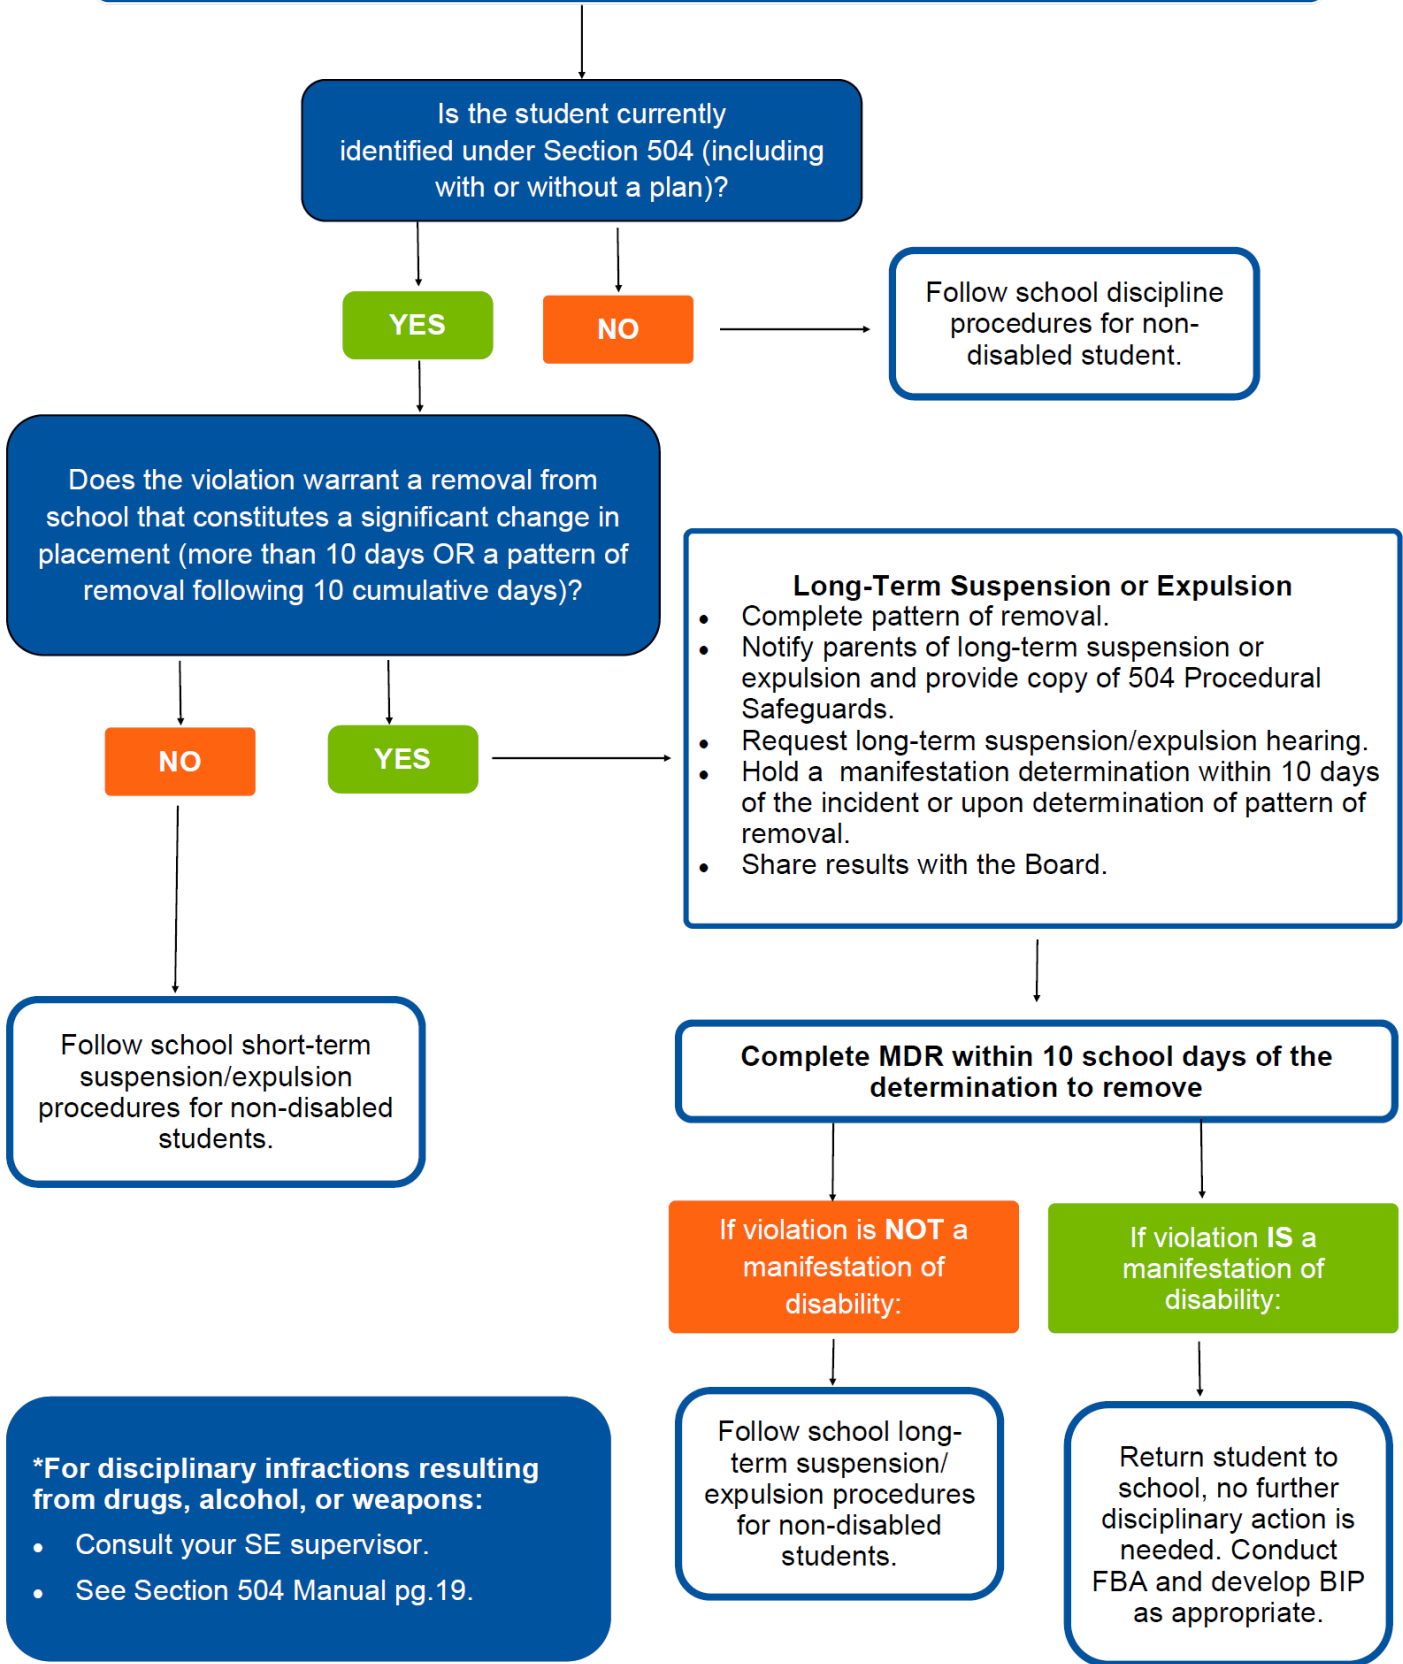 Is the student currently
identified under Section 504 (including
with or without a plan)?
YES
NO
Follow school discipline
procedures for non-
disabled student.
Does the violation warrant a removal from
school that constitutes a significant change in
placement (more than 10 days OR a pattern of
removal following 10 cumulative days)?
NO
YES
Long-Term Suspension or Expulsion
• Complete pattern of removal.
• Notify parents of long-term suspension or
expulsion and provide copy of 504 Procedural
Safeguards.
• Request long-term suspension/expulsion hearing.
• Hold a manifestation determination within 10 days
of the incident or upon determination of pattern of
removal.
• Share results with the Board.
Follow school short-term
suspension/expulsion
procedures for non-disabled
students.
Complete MDR within 10 school days of the
determination to remove
If violation is NOT a
manifestation of
disability:
If violation IS a
manifestation of
disability:
Follow school long-
term suspension/
expulsion procedures
for non-disabled
students.
Return student to
school, no further
disciplinary action is
needed. Conduct
FBA and develop BIP
as appropriate.
*For disciplinary infractions resulting
from drugs, alcohol, or weapons:
• Consult your SE supervisor.
• See Section 504 Manual pg.19.